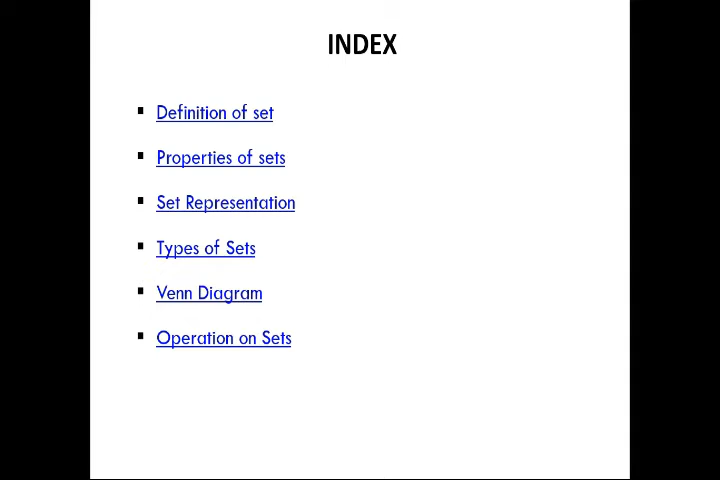 INDEX
Definition of set
Properties of sets
Set Representation
Types of Sets
Venn Diagram
Operation on Sets